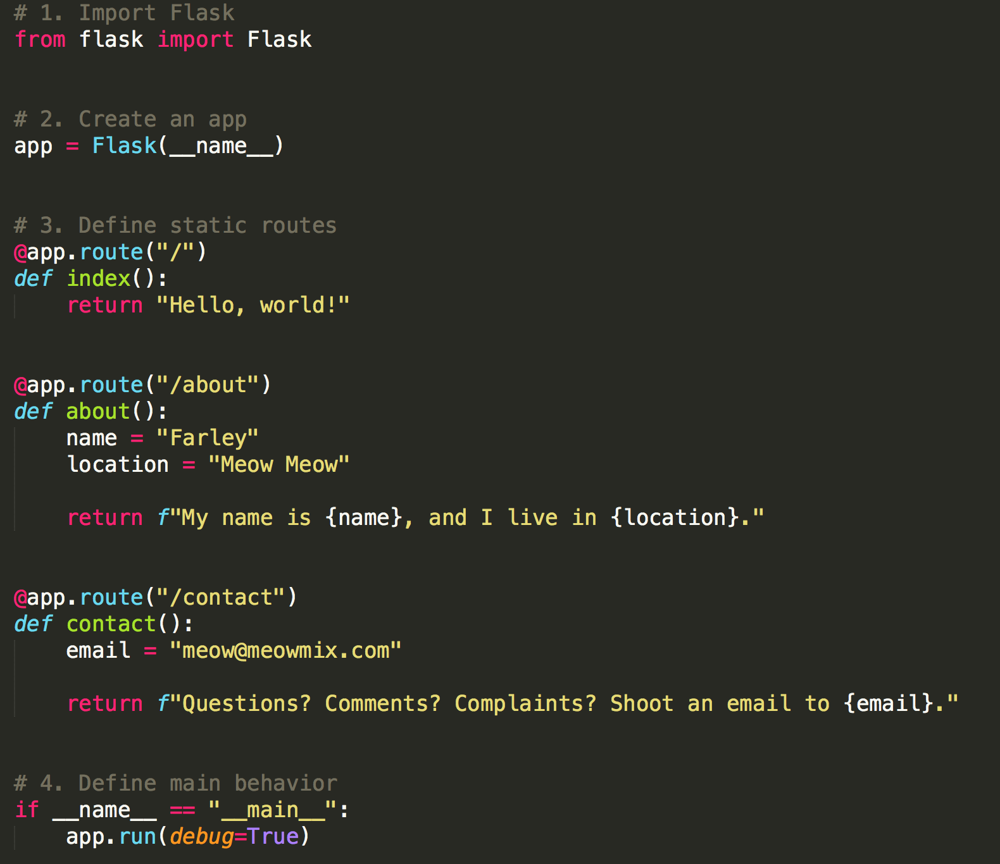 # 1. Import Flask
from flask import Flask
# 2. Create an app
app = Flask(__name__)
# 3. Define static routes
@app.route("/")
def index():
    return "Hello, world!"
@app.route("/about")
def about():
    name = "Farley"
    location = "Meow Meow"
    return f"My name is {name}, and I live in {location}."
@app.route("/contact")
def contact():
    email = "meow@meowmix.com"
    return f"Questions? Comments? Complaints? Shoot an email to {email}."
# 4. Define main behavior
if __name__ == "__main__":
    app.run(debug=True)